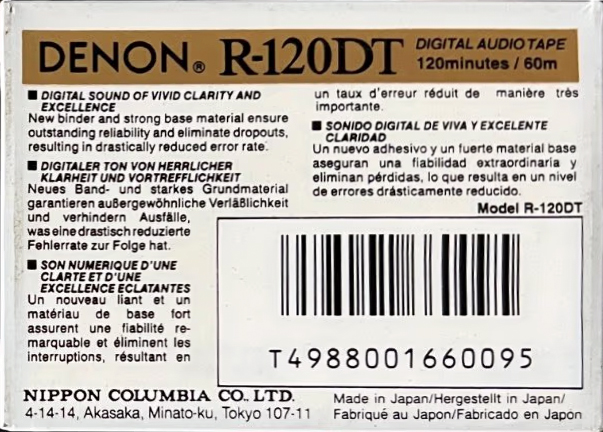 DENON® R-120DT DIGITAL AUDIO TAPE
120minutes / 60m
■ DIGITAL SOUND OF VIVID CLARITY AND
EXCELLENCE
New binder and strong base material ensure
outstanding reliability and eliminate dropouts,
resulting in drastically reduced error rate.
■ DIGITALER TON VON HERRLICHER
KLARHEIT UND VORTREFFLICHKEIT
Neues Band- und starkes Grundmaterial
garantieren außergewöhnliche Verläßlichkeit
und verhindern Ausfälle,
was eine drastisch reduzierte
Fehlerrate zur Folge hat.
■ SON NUMERIQUE D'UNE
CLARTE ET D'UNE
EXCELLENCE ECLATANTES
Un nouveau liant et un
matériau de base fort
assurent une fiabilité re-
marquable et éliminent les
interruptions, résultant en
un taux d'erreur réduit de manière très
importante.
■ SONIDO DIGITAL DE VIVA Y EXCELENTE
CLARIDAD
Un nuevo adhesivo y un fuerte material base
aseguran una fiabilidad extraordinaria y
eliminan pérdidas, lo que resulta en un nivel
de errores drásticamente reducido.
Model R-120DT
T4988001660095
NIPPON COLUMBIA CO., LTD.
4-14-14, Akasaka, Minato-ku, Tokyo 107-11
Made in Japan/Hergestellt in Japan/
Fabriqué au Japon/Fabricado en Japón